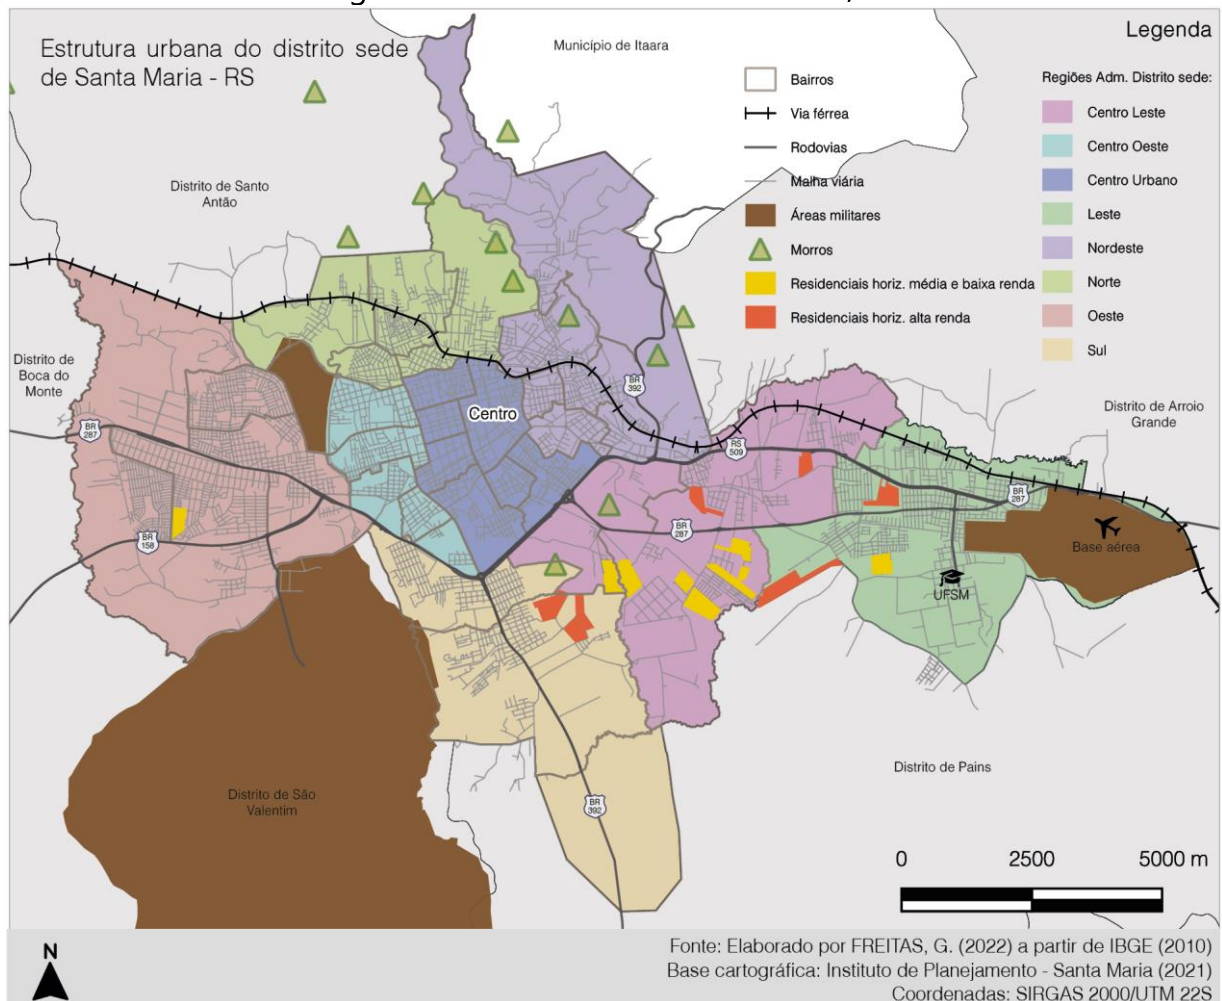 Estrutura urbana do distrito sede
de Santa Maria - RS
Município de Itaara
Legenda
Bairros
Via férrea
Rodovias
Malha viária
Áreas militares
Morros
Residenciais horiz. média e baixa renda
Residenciais horiz. alta renda
Regiões Adm. Distrito sede:
Centro Leste
Centro Oeste
Centro Urbano
Leste
Nordeste
Norte
Oeste
Sul
Distrito de Santo
Antão
Distrito de
Boca do
Monte
Distrito de Arroio
Grande
Centro
BR
392
BR
287
RS
509
BR
287
BR
287
BR
158
Base aérea
UFSM
Distrito de São
Valentim
BR
392
Distrito de Pains
0 2500 5000 m
N
Fonte: Elaborado por FREITAS, G. (2022) a partir de IBGE (2010)
Base cartográfica: Instituto de Planejamento - Santa Maria (2021)
Coordenadas: SIRGAS 2000/UTM 22S